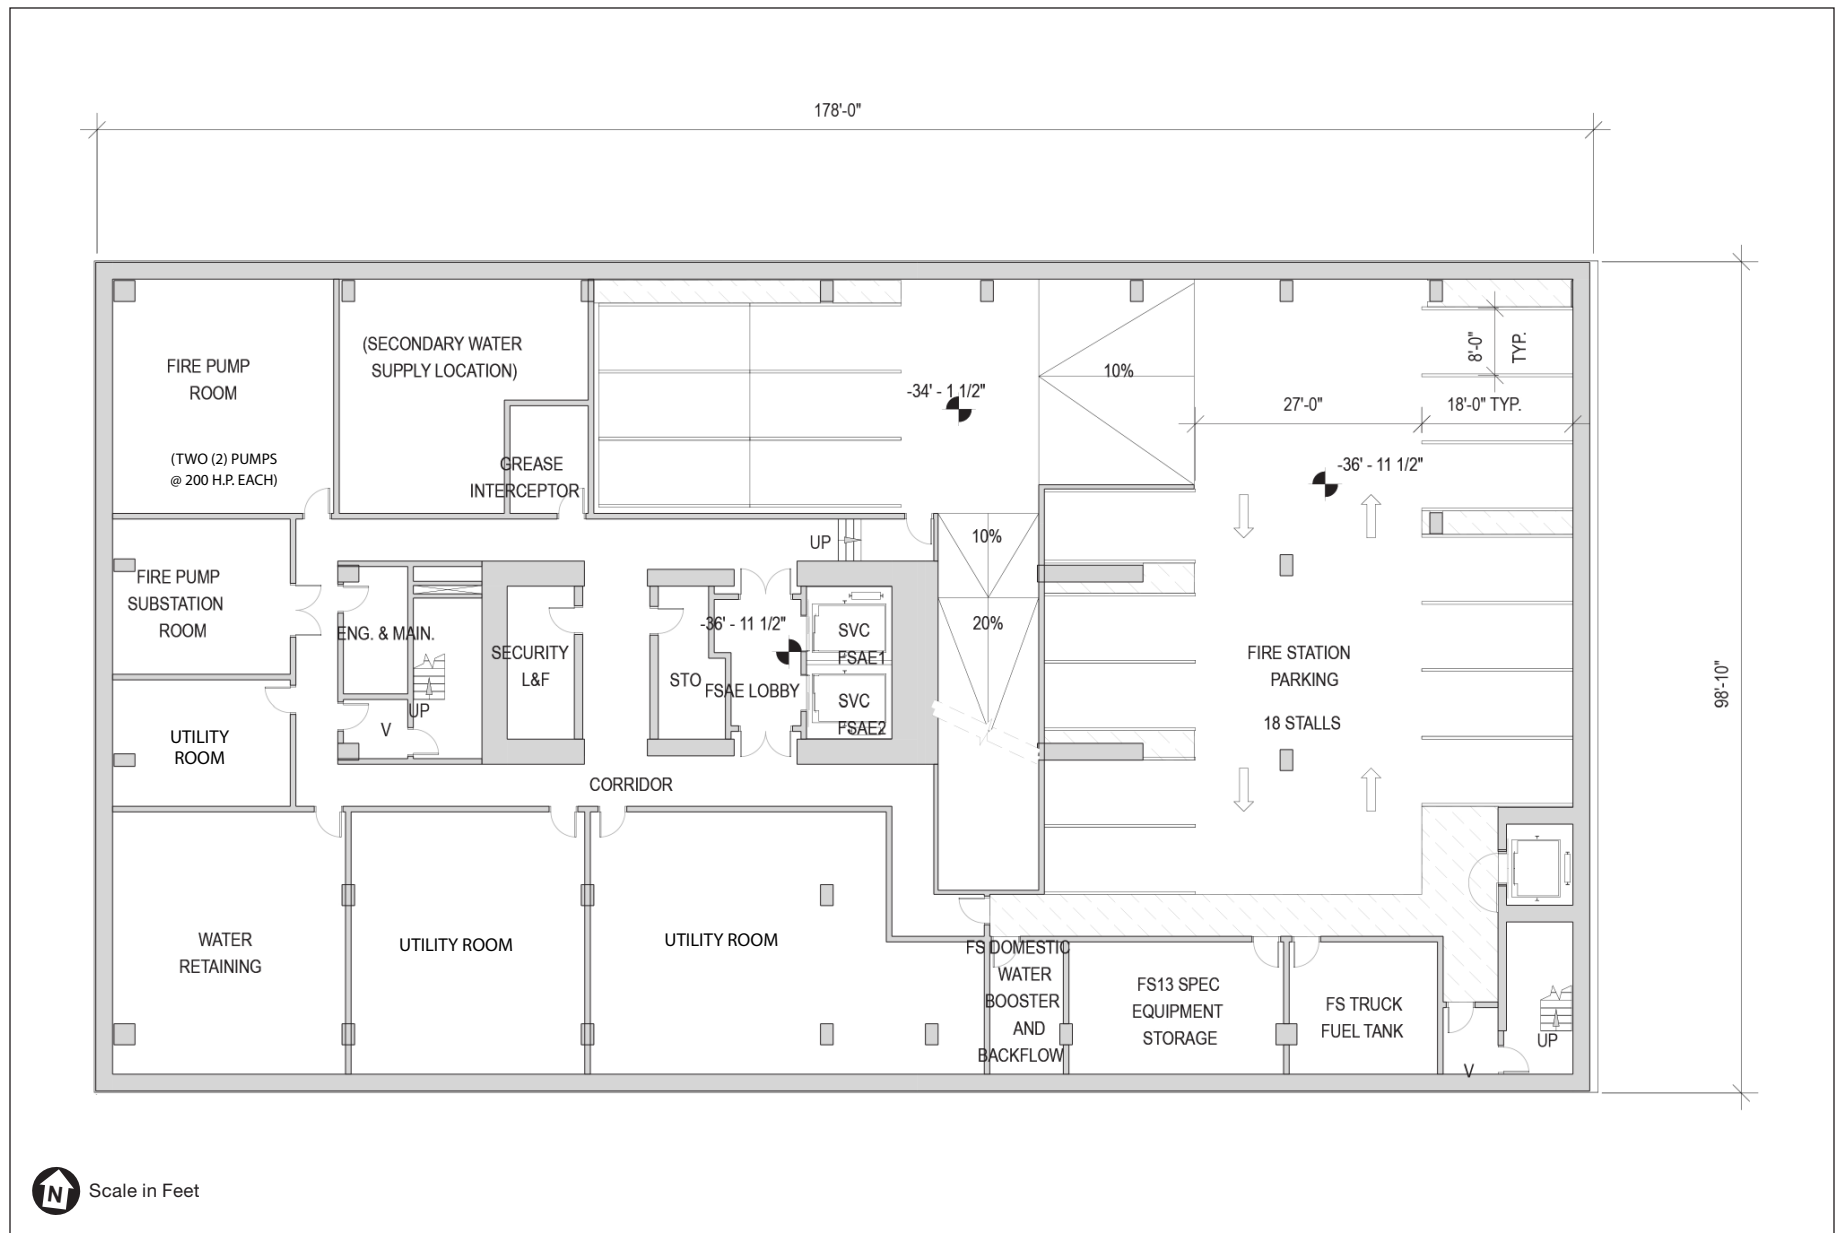 178'-0"
(SECONDARY WATER
SUPPLY LOCATION)
FIRE PUMP
ROOM
(TWO (2) PUMPS
@ 200 H.P. EACH)
GREASE
INTERCEPTOR
-34' - 1 1/2"
10%
8'-0"
TYP.
27'-0"
18'-0" TYP.
-36' - 11 1/2"
UP
10%
20%
FIRE PUMP
SUBSTATION
ROOM
ENG. & MAIN.
UP
V
SECURITY
L&F
STO
-36' - 11 1/2"
FSAE LOBBY
SVC
FSAE1
SVC
FSAE2
FIRE STATION
PARKING
18 STALLS
98'-10"
UTILITY
ROOM
CORRIDOR
WATER
RETAINING
UTILITY ROOM
UTILITY ROOM
FS DOMESTIC
WATER
BOOSTER
AND
BACKFLOW
FS13 SPEC
EQUIPMENT
STORAGE
FS TRUCK
FUEL TANK
V
UP
N
Scale in Feet